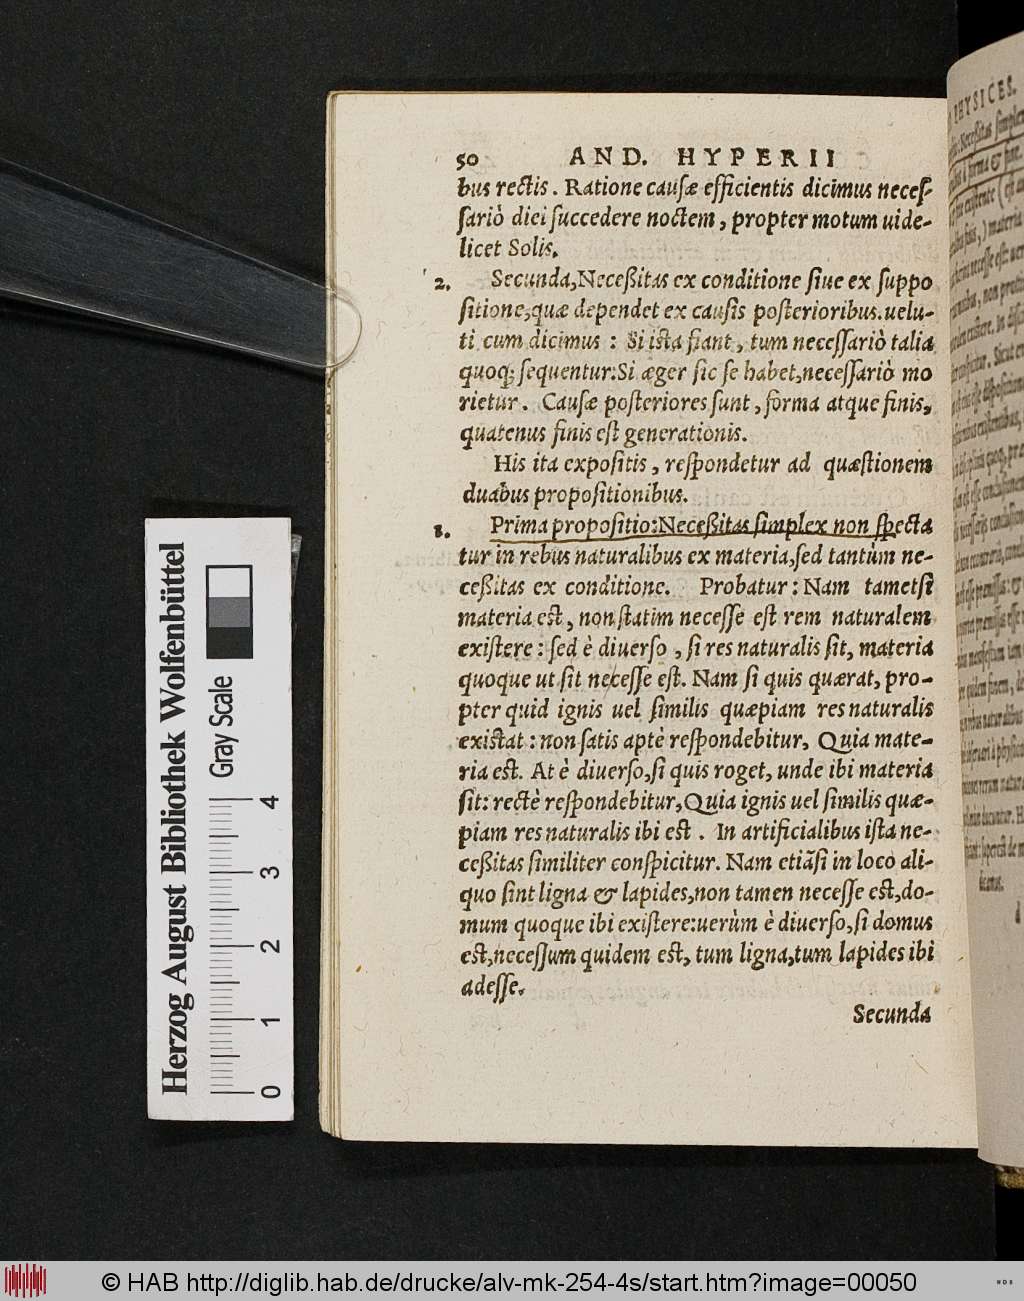 50 AND. HYPERII
bus rectis. Ratione causæ efficientis dicimus necess-
sariò diei succedere noctem, propter motum uide-
licet Solis.
2. Secunda, Necessitas ex conditione siue ex suppo
sitione, quæ dependet ex causis posterioribus. uelu-
ti cum dicimus : Si ista fiant, tum necessariò talia
quoq; sequentur: Si æger sic se habet, necessariò mo
rietur. Causæ posteriores sunt, forma atque finis,
quatenus finis est generationis.
His ita expositis, respondetur ad quæstionem
duabus propositionibus.
1. Prima propositio: Necessitas simplex non specta
tur in rebus naturalibus ex materia, sed tantùm ne-
cessitas ex conditione. Probatur: Nam tametsi
materia est, non statim necesse est rem naturalem
existere: sed è diuerso, si res naturalis sit, materia
quoque ut sit necesse est. Nam si quis quærat, pro-
pter quid ignis uel similis quæpiam res naturalis
existat: non satis aptè respondebitur, Quia mate-
ria est. At è diuerso, si quis roget, unde ibi materia
sit: rectè respondebitur, Quia ignis uel similis quæ-
piam res naturalis ibi est. In artificialibus ista ne-
cessitas similiter conspicitur. Nam etiãsi in loco ali-
quo sint ligna & lapides, non tamen necesse est, do-
mum quoque ibi existere: uerùm è diuerso, si domus
est, necessum quidem est, tum ligna, tum lapides ibi
adesse.
Secunda
PHYSICES.
Herzog August Bibliothek Wolfenbüttel
Gray Scale
0 1 2 3 4
© HAB http://diglib.hab.de/drucke/alv-mk-254-4s/start.htm?image=00050